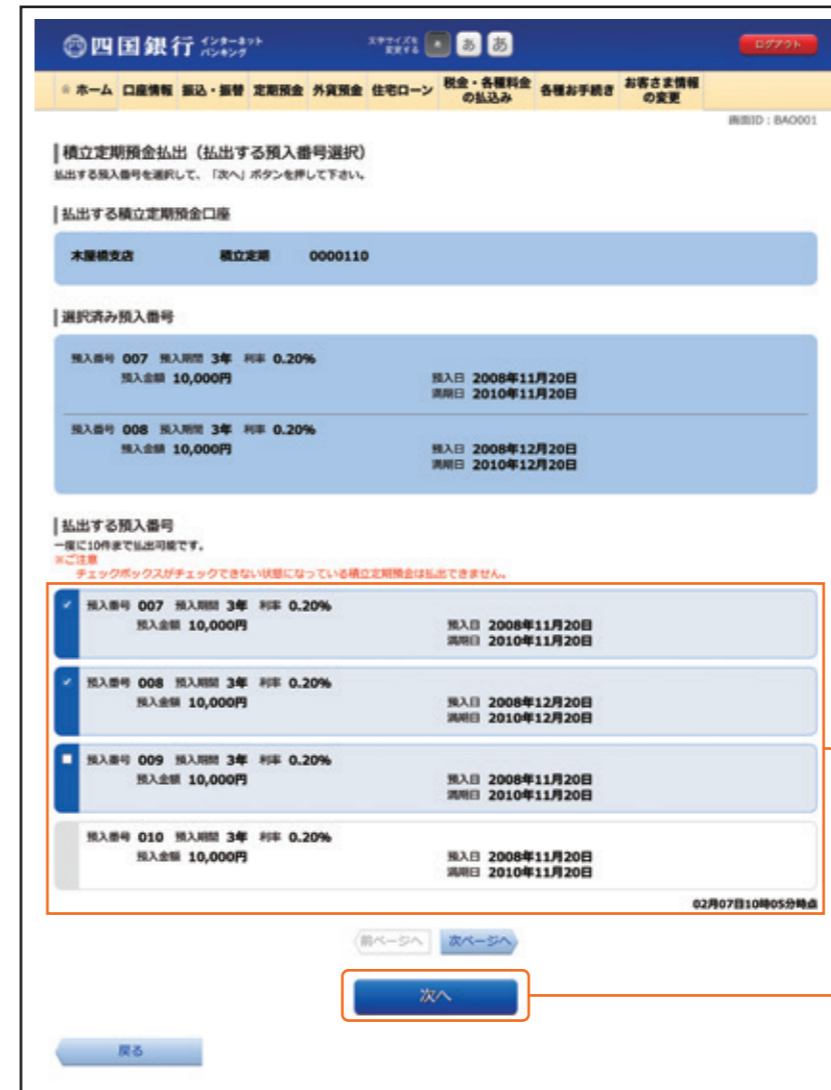 四国銀行 インターネットバンキング
文字サイズを変更する あ あ
ログアウト
ホーム 口座情報 振込・振替 定期預金 外貨預金 住宅ローン 税金・各種料金の払込み 各種お手続き お客さま情報の変更
画面ID：BAO001
積立定期預金払出（払出する預入番号選択）
払出する預入番号を選択して、「次へ」ボタンを押して下さい。
払出する積立定期預金口座
木屋橋支店 積立定期 0000110
選択済み預入番号
預入番号 007 預入期間 3年 利率 0.20%
預入金額 10,000円 預入日 2008年11月20日
満期日 2010年11月20日
預入番号 008 預入期間 3年 利率 0.20%
預入金額 10,000円 預入日 2008年12月20日
満期日 2010年12月20日
払出する預入番号
一度に10件まで払出可能です。
※ご注意
チェックボックスがチェックできない状態になっている積立定期預金は払出できません。
預入番号 007 預入期間 3年 利率 0.20%
預入金額 10,000円 預入日 2008年11月20日
満期日 2010年11月20日
預入番号 008 預入期間 3年 利率 0.20%
預入金額 10,000円 預入日 2008年12月20日
満期日 2010年12月20日
預入番号 009 預入期間 3年 利率 0.20%
預入金額 10,000円 預入日 2008年11月20日
満期日 2010年11月20日
預入番号 010 預入期間 3年 利率 0.20%
預入金額 10,000円 預入日 2008年11月20日
満期日 2010年11月20日
02月07日10時05分時点
前ページへ 次ページへ
次へ
戻る